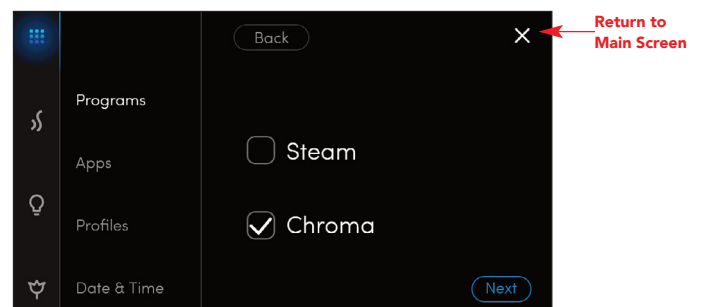 Back
Return to
Main Screen
Programs
Steam
Apps
Chroma
Profiles
Date & Time
Next